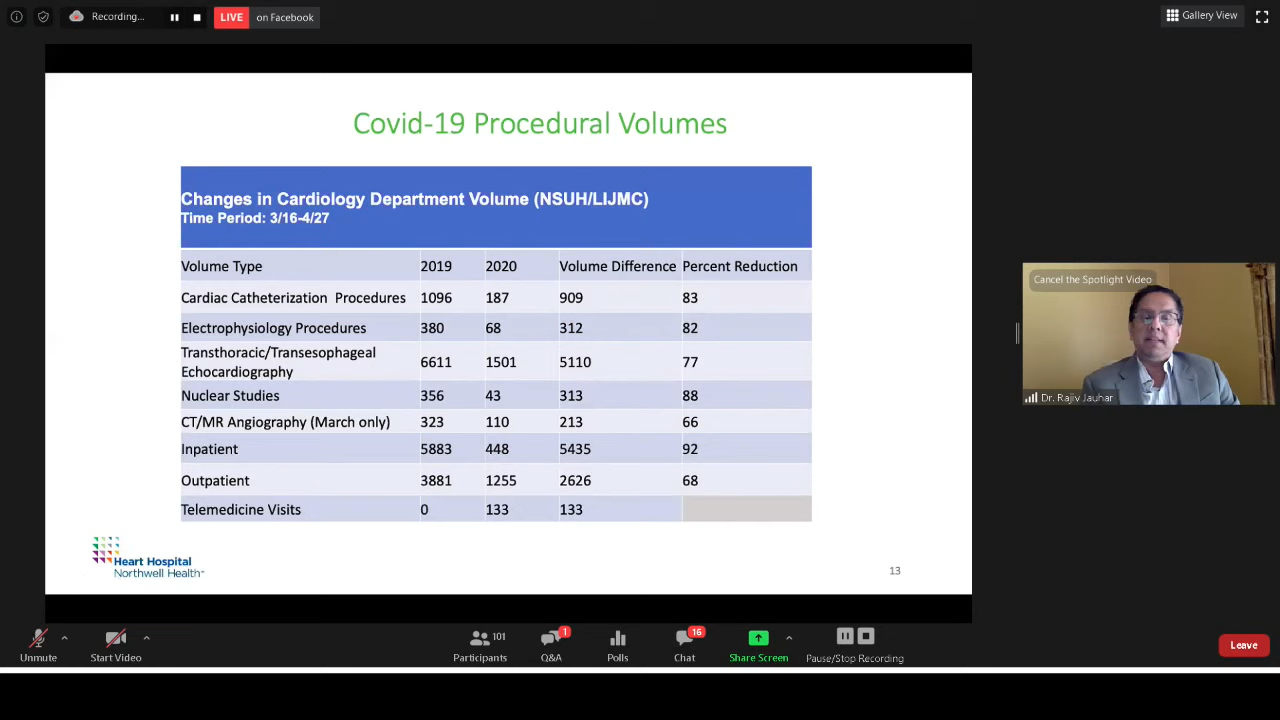 Recording...
LIVE on Facebook
Gallery View
Covid-19 Procedural Volumes
Changes in Cardiology Department Volume (NSUH/LIJMC)
Time Period: 3/16-4/27
Volume Type 2019 2020 Volume Difference Percent Reduction
Cardiac Catheterization Procedures 1096 187 909 83
Electrophysiology Procedures 380 68 312 82
Transthoracic/Transesophageal
Echocardiography 6611 1501 5110 77
Nuclear Studies 356 43 313 88
CT/MR Angiography (March only) 323 110 213 66
Inpatient 5883 448 5435 92
Outpatient 3881 1255 2626 68
Telemedicine Visits 0 133 133
Heart Hospital
Northwell Health™
13
Cancel the Spotlight Video
Dr. Rajiv Jauhar
101
1
16
Unmute
Start Video
Participants
Q&A
Polls
Chat
Share Screen
Pause/Stop Recording
Leave